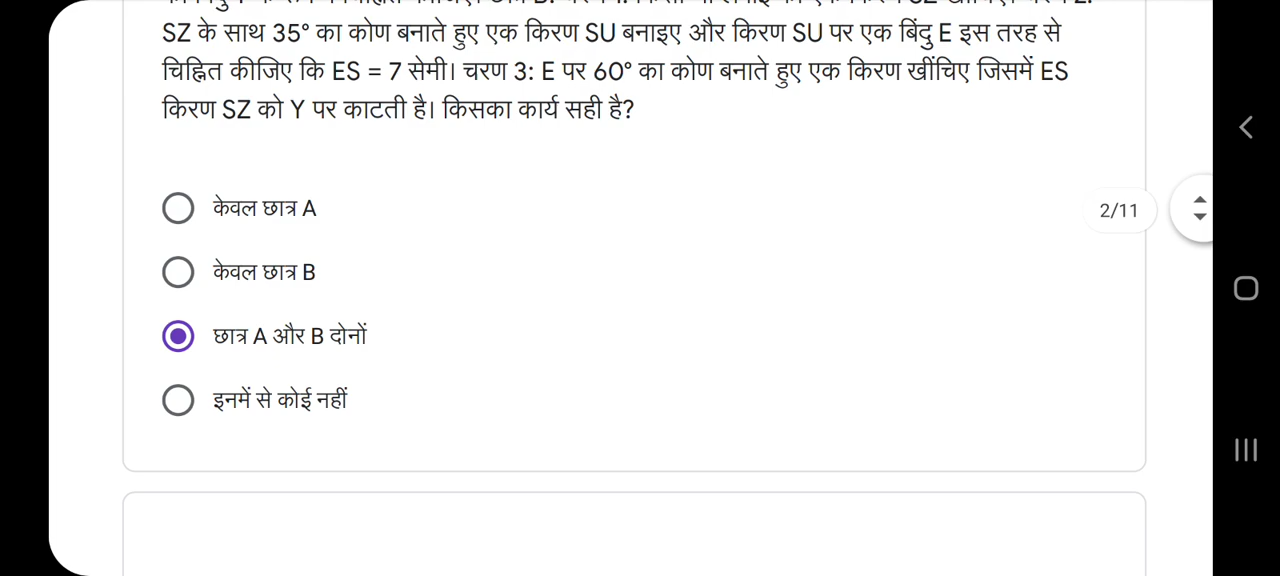 SZ के साथ 35° का कोण बनाते हुए एक किरण SU बनाइए और किरण SU पर एक बिंदु E इस तरह से
चिह्नित कीजिए कि ES = 7 सेमी। चरण 3: E पर 60° का कोण बनाते हुए एक किरण खींचिए जिसमें ES
किरण SZ को Y पर काटती है। किसका कार्य सही है?
केवल छात्र A
2/11
केवल छात्र B
छात्र A और B दोनों
इनमें से कोई नहीं